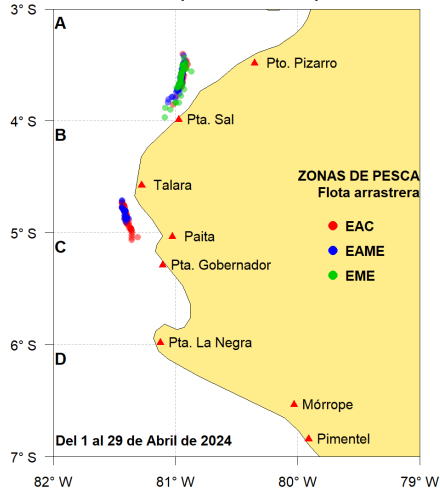 3° S
A
Pto. Pizarro
4° S
Pta. Sal
B
ZONAS DE PESCA
Flota arrastrera
Talara
EAC
5° S
Paita
EAME
C
Pta. Gobernador
EME
6° S
Pta. La Negra
D
Mórrope
Del 1 al 29 de Abril de 2024
Pimentel
7° S
82° W
81° W
80° W
79° W